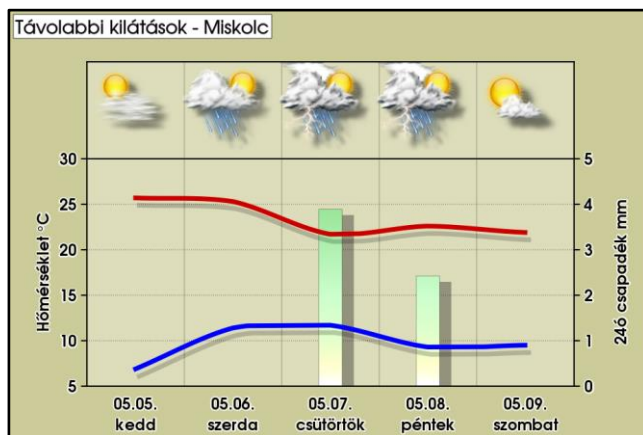 Távolabbi kilátások - Miskolc
30
25
20
15
10
5
Hőmérséklet °C
5
4
3
2
1
0
24ó csapadék mm
05.05.
kedd
05.06.
szerda
05.07.
csütörtök
05.08.
péntek
05.09.
szombat